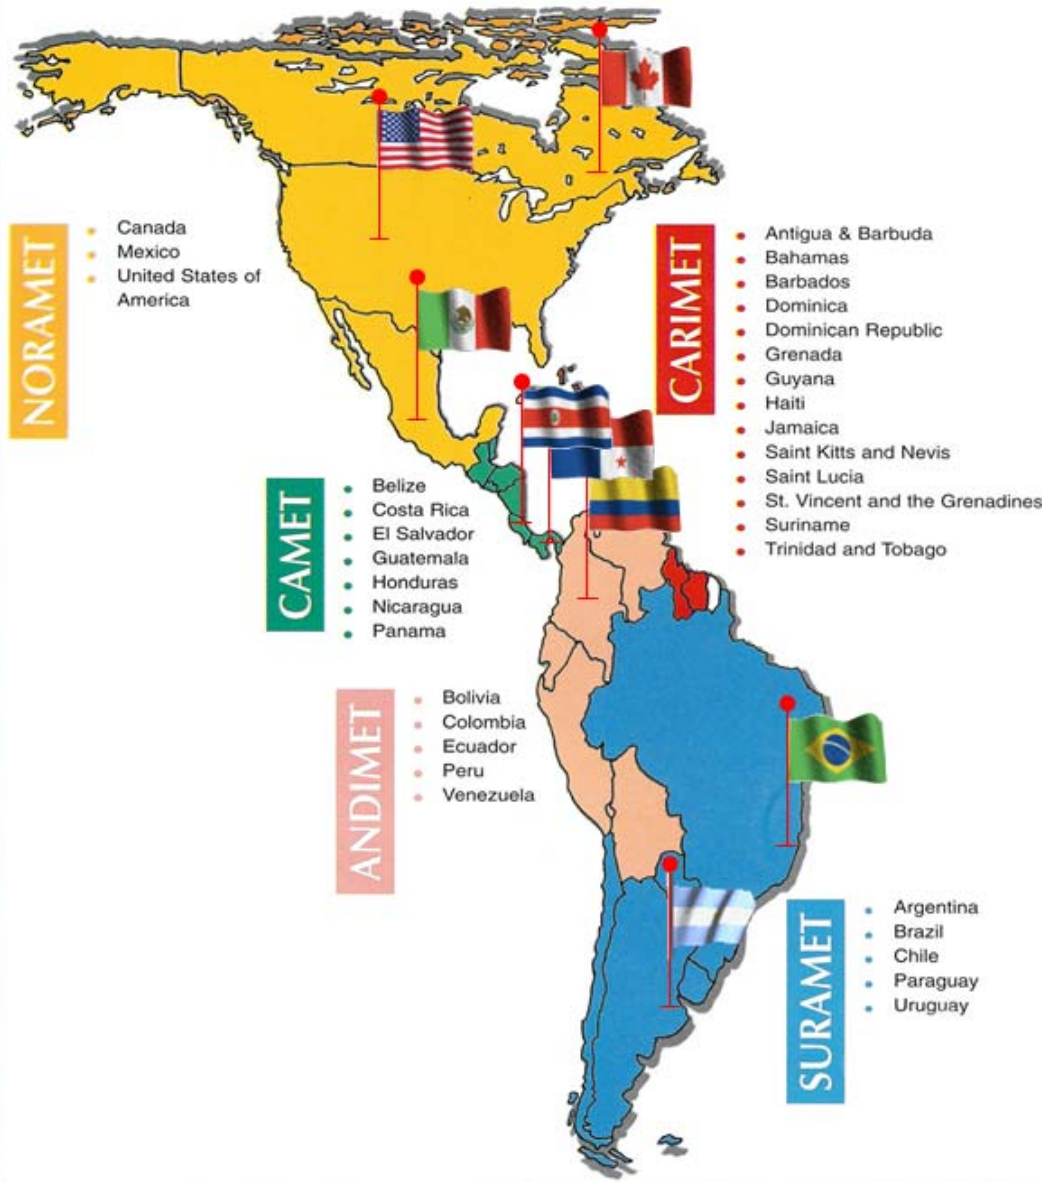 NORAMET
Canada
Mexico
United States of
America
CARIMET
Antigua & Barbuda
Bahamas
Barbados
Dominica
Dominican Republic
Grenada
Guyana
Haiti
Jamaica
Saint Kitts and Nevis
Saint Lucia
St. Vincent and the Grenadines
Suriname
Trinidad and Tobago
CAMET
Belize
Costa Rica
El Salvador
Guatemala
Honduras
Nicaragua
Panama
ANDIMET
Bolivia
Colombia
Ecuador
Peru
Venezuela
SURAMET
Argentina
Brazil
Chile
Paraguay
Uruguay